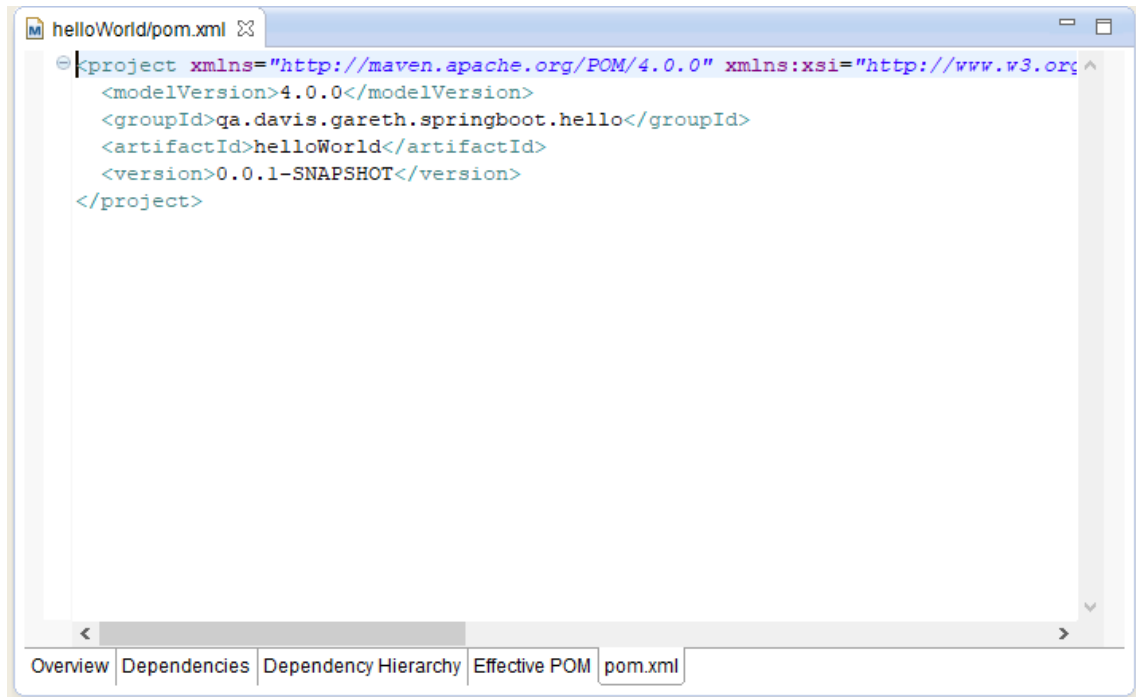 helloWorld/pom.xml
<project xmlns="http://maven.apache.org/POM/4.0.0" xmlns:xsi="http://www.w3.org
<modelVersion>4.0.0</modelVersion>
<groupId>qa.davis.gareth.springboot.hello</groupId>
<artifactId>helloWorld</artifactId>
<version>0.0.1-SNAPSHOT</version>
</project>
Overview Dependencies Dependency Hierarchy Effective POM pom.xml